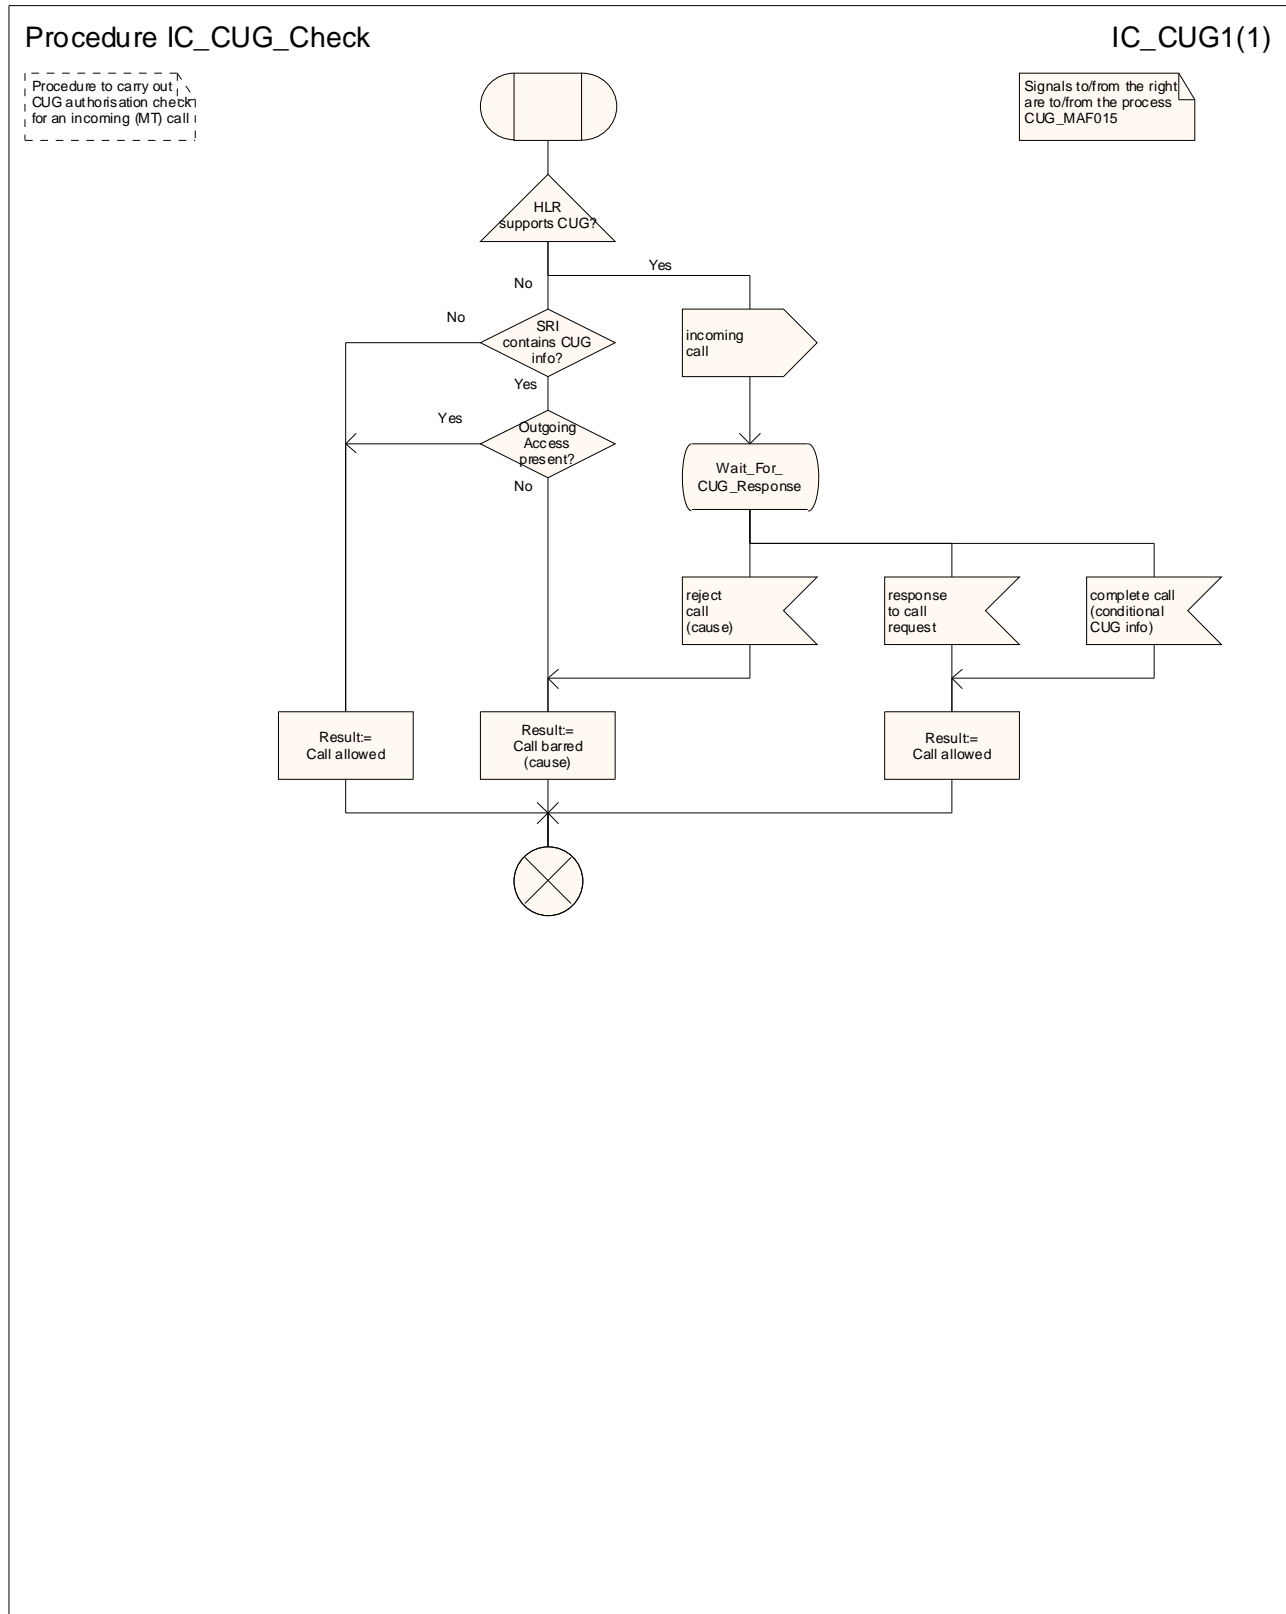 Procedure IC_CUG_Check
IC_CUG1(1)
Procedure to carry out
CUG authorisation check
for an incoming (MT) call
Signals to/from the right
are to/from the process
CUG_MAF015
HLR
supports CUG?
Yes
No
No
SRI
contains CUG
info?
incoming
call
Yes
Yes
Outgoing
Access
present?
No
Wait_For_
CUG_Response
reject
call
(cause)
response
to call
request
complete call
(conditional
CUG info)
Result:=
Call allowed
Result:=
Call barred
(cause)
Result:=
Call allowed